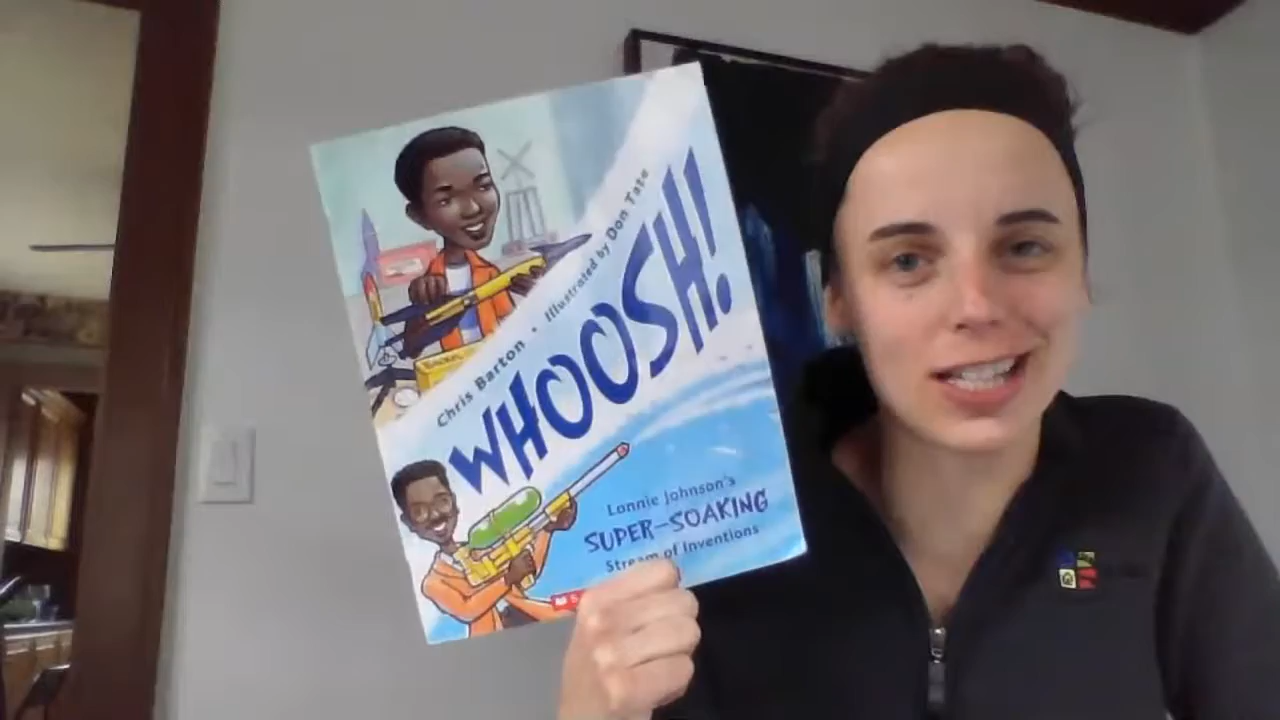 Chris Barton • Illustrated by Don Tate
WHOOSH!
Lonnie Johnson's
SUPER-SOAKING
Stream of Inventions